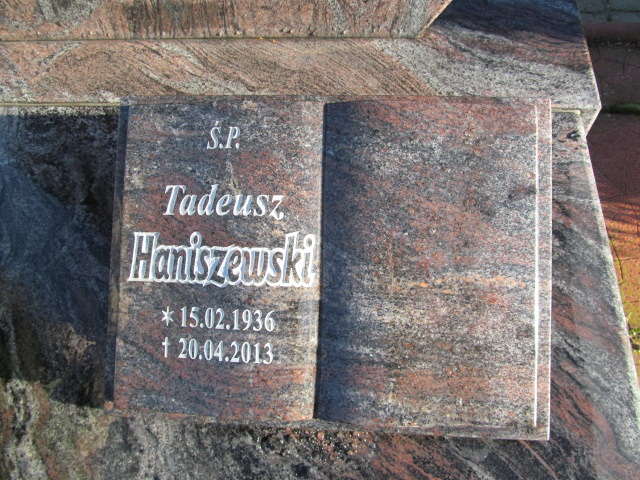 Ś.P.
Tadeusz
Haniszewski
* 15.02.1936
† 20.04.2013